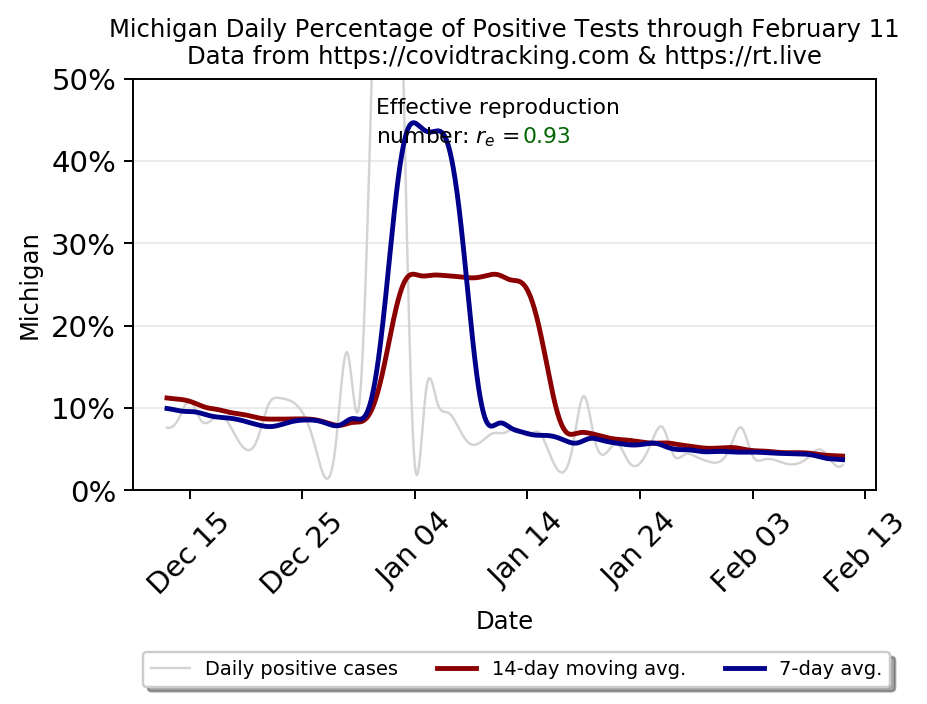 Michigan Daily Percentage of Positive Tests through February 11
Data from https://covidtracking.com & https://rt.live
50%
Effective reproduction
number: rₑ = 0.93
40%
30%
20%
10%
0%
Michigan
Dec 15
Dec 25
Jan 04
Jan 14
Jan 24
Feb 03
Feb 13
Date
Daily positive cases
14-day moving avg.
7-day avg.